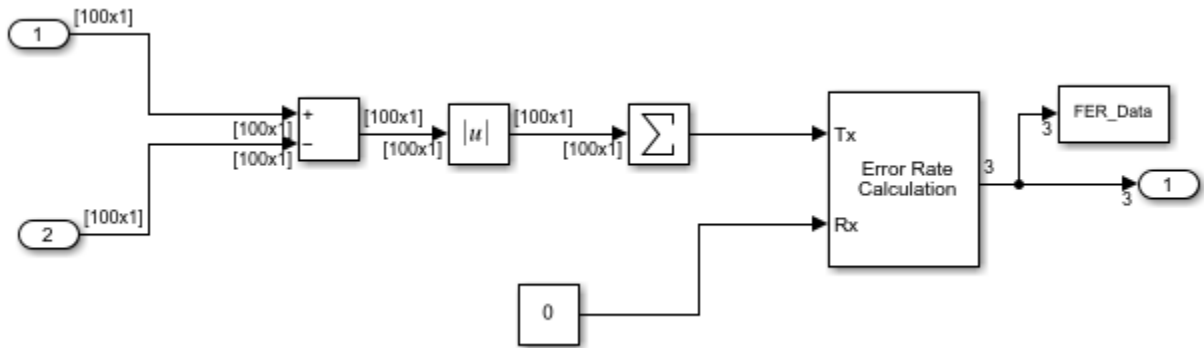 [100x1]
1
[100x1]
+
[100x1]
−
[100x1]
[100x1]
2
[100x1]
[100x1]
|u|
[100x1]
[100x1]
∑
Tx
Error Rate
Calculation
Rx
3
3
FER_Data
3
1
0